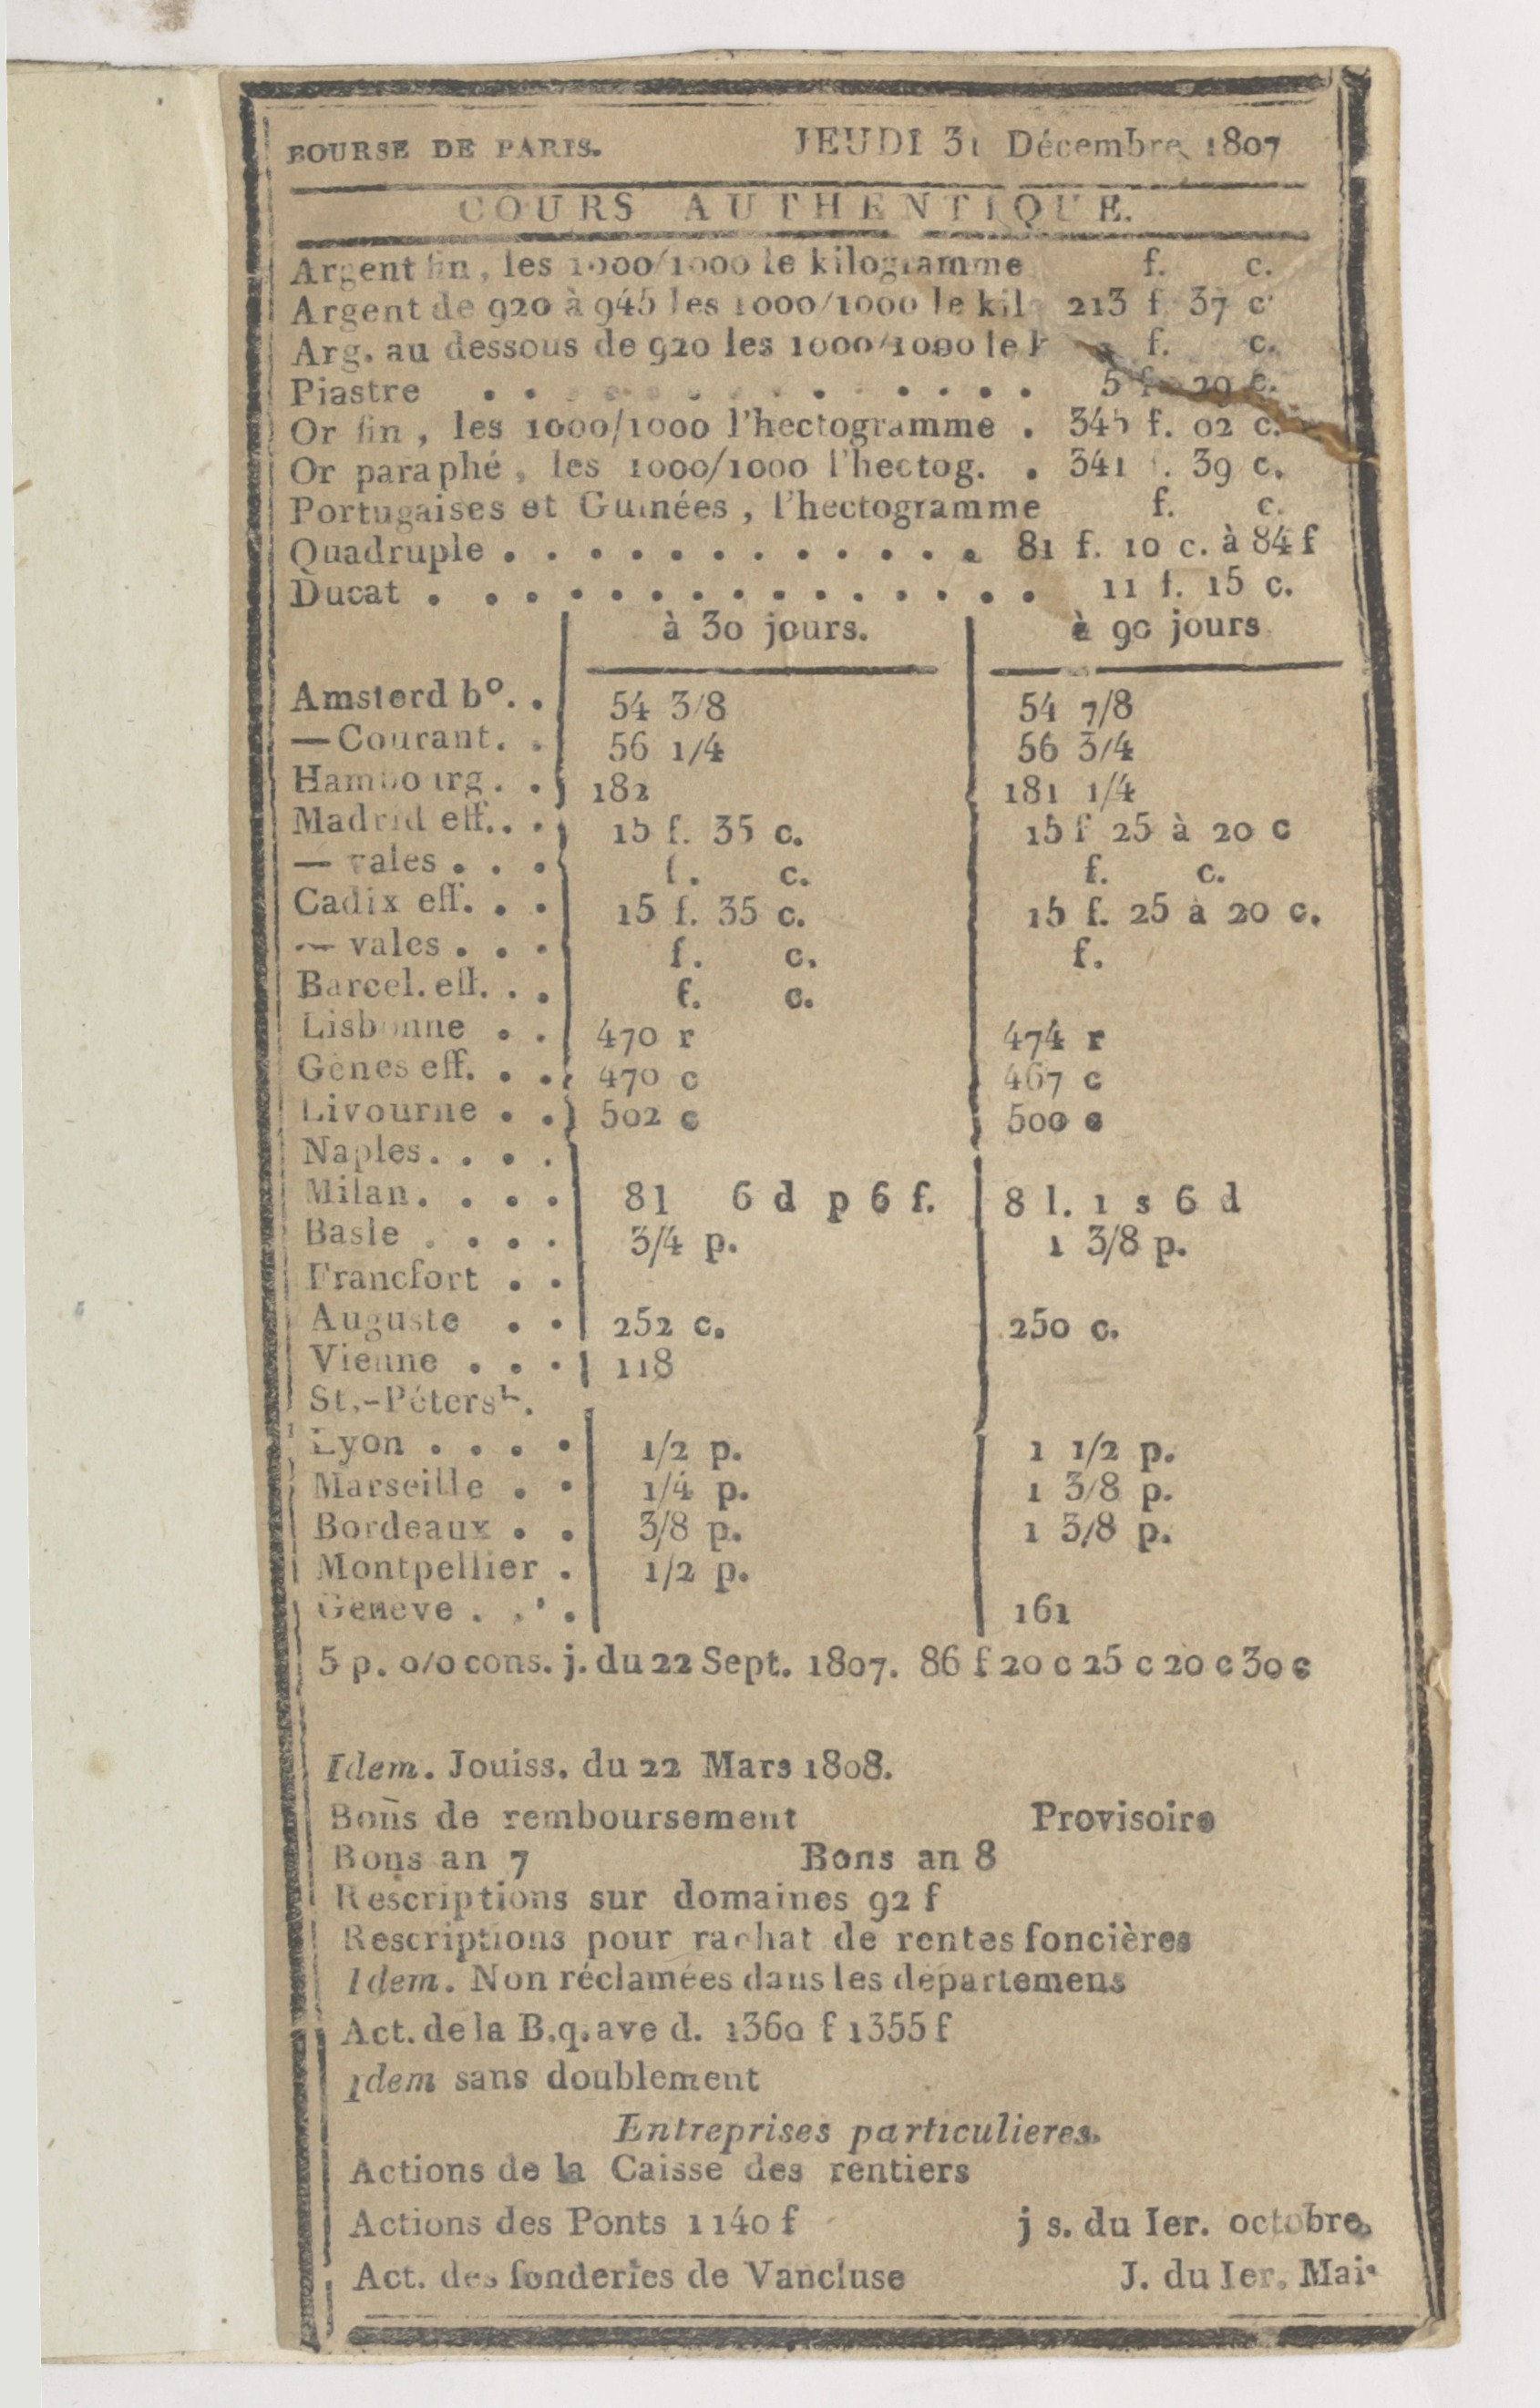 BOURSE DE PARIS. JEUDI 31 Décembre 1807
COURS AUTHENTIQUE.
Argent fin, les 1000/1000 le kilogramme f. c.
Argent de 920 à 945 les 1000/1000 le kil 213 f 37 c
Arg. au dessous de 920 les 1000/1000 le k f. c.
Piastre . . . . . . . . . . . . 5 f. 29 c.
Or fin, les 1000/1000 l'hectogramme . 345 f. 02 c.
Or paraphé, les 1000/1000 l'hectog. . 341 f. 39 c.
Portugaises et Guinées, l'hectogramme f. c.
Quadruple . . . . . . . . . . . . 81 f. 10 c. à 84 f
Ducat . . . . . . . . . . . . . . . 11 f. 15 c.
à 30 jours. à 90 jours
Amsterd b°. . 54 3/8 54 7/8
—Courant. . 56 1/4 56 3/4
Hambourg. . 182 181 1/4
Madrid eff.. . 15 f. 35 c. 15 f 25 à 20 c
— vales . . . f. c. f. c.
Cadix eff. . . 15 f. 35 c. 15 f. 25 à 20 c.
— vales . . . f. c. f.
Barcel. eff. . . f. c.
Lisbonne . . 470 r 474 r
Gènes eff. . . 470 c 467 c
Livourne . . 502 c 500 c
Naples. . . .
Milan. . . . 8 l 6 d p 6 f. 8 l. 1 s 6 d
Basle . . . . 3/4 p. 1 3/8 p.
Francfort . .
Auguste . . 252 c. 250 c.
Vienne . . . 118
St.-Pétersb.
Lyon . . . . 1/2 p. 1 1/2 p.
Marseille . . 1/4 p. 1 3/8 p.
Bordeaux . . 3/8 p. 1 3/8 p.
Montpellier . 1/2 p.
Geneve . . . 161
5 p. 0/0 cons. j. du 22 Sept. 1807. 86 f 20 c 25 c 20 c 30 c
Idem. Jouiss. du 22 Mars 1808.
Bons de remboursement Provisoire
Bons an 7 Bons an 8
Rescriptions sur domaines 92 f
Rescriptions pour rachat de rentes foncières
Idem. Non réclamées dans les départemens
Act. de la B.q. ave d. 1360 f 1355 f
Idem sans doublement
Entreprises particulieres.
Actions de la Caisse des rentiers
Actions des Ponts 1140 f j s. du Ier. octobre.
Act. des fonderies de Vancluse J. du Ier. Mai